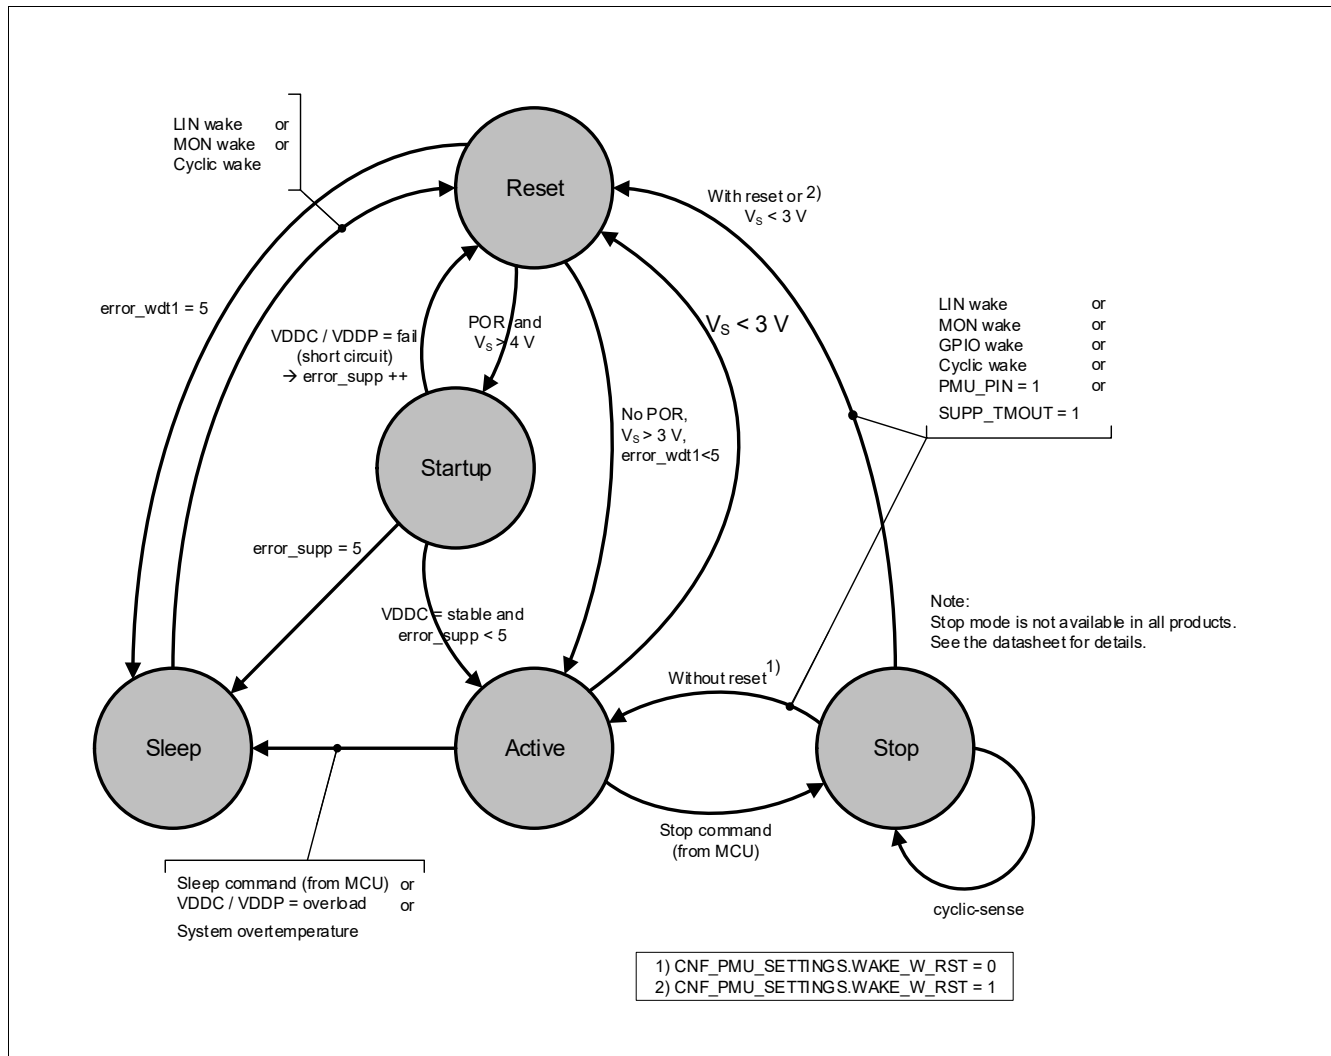 LIN wake or
MON wake or
Cyclic wake
Reset
With reset or 2)
VS < 3 V
error_wdt1 = 5
VDDC / VDDP = fail
(short circuit)
→ error_supp ++
POR and
VS > 4 V
VS < 3 V
LIN wake or
MON wake or
GPIO wake or
Cyclic wake or
PMU_PIN = 1 or
SUPP_TMOUT = 1
No POR,
VS > 3 V,
error_wdt1<5
Startup
error_supp = 5
VDDC = stable and
error_supp < 5
Note:
Stop mode is not available in all products.
See the datasheet for details.
Without reset 1)
Sleep
Active
Stop
Stop command
(from MCU)
Sleep command (from MCU) or
VDDC / VDDP = overload or
System overtemperature
cyclic-sense
1) CNF_PMU_SETTINGS.WAKE_W_RST = 0
2) CNF_PMU_SETTINGS.WAKE_W_RST = 1